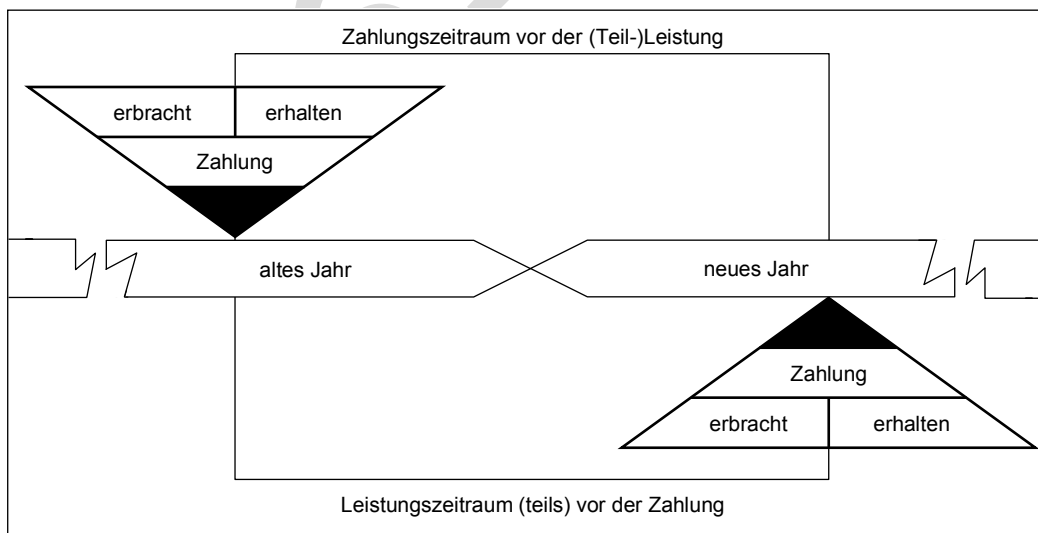 Zahlungszeitraum vor der (Teil-)Leistung
erbracht erhalten
Zahlung
altes Jahr neues Jahr
Zahlung
erbracht erhalten
Leistungszeitraum (teils) vor der Zahlung